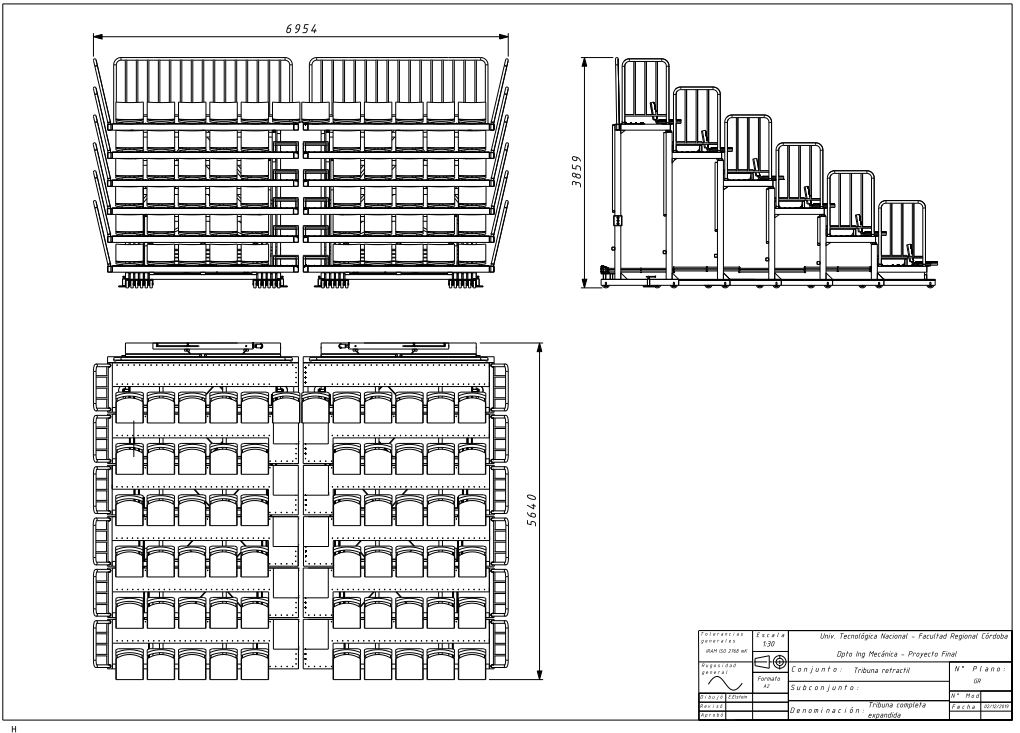 6954
3859
5640
Tolerancias
generales
IRAM ISO 2768 mK
Escala
1:30
Univ. Tecnológica Nacional - Facultad Regional Córdoba
Dpto Ing Mecánica - Proyecto Final
Rugosidad
general
Formato
A2
Conjunto: Tribuna retractil
N° Plano:
GR
Subconjunto:
Dibujó E.Elstein
N° Mod
Revisó
Denominación: Tribuna completa
expandida
Fecha 02/12/2019
Aprobó
H